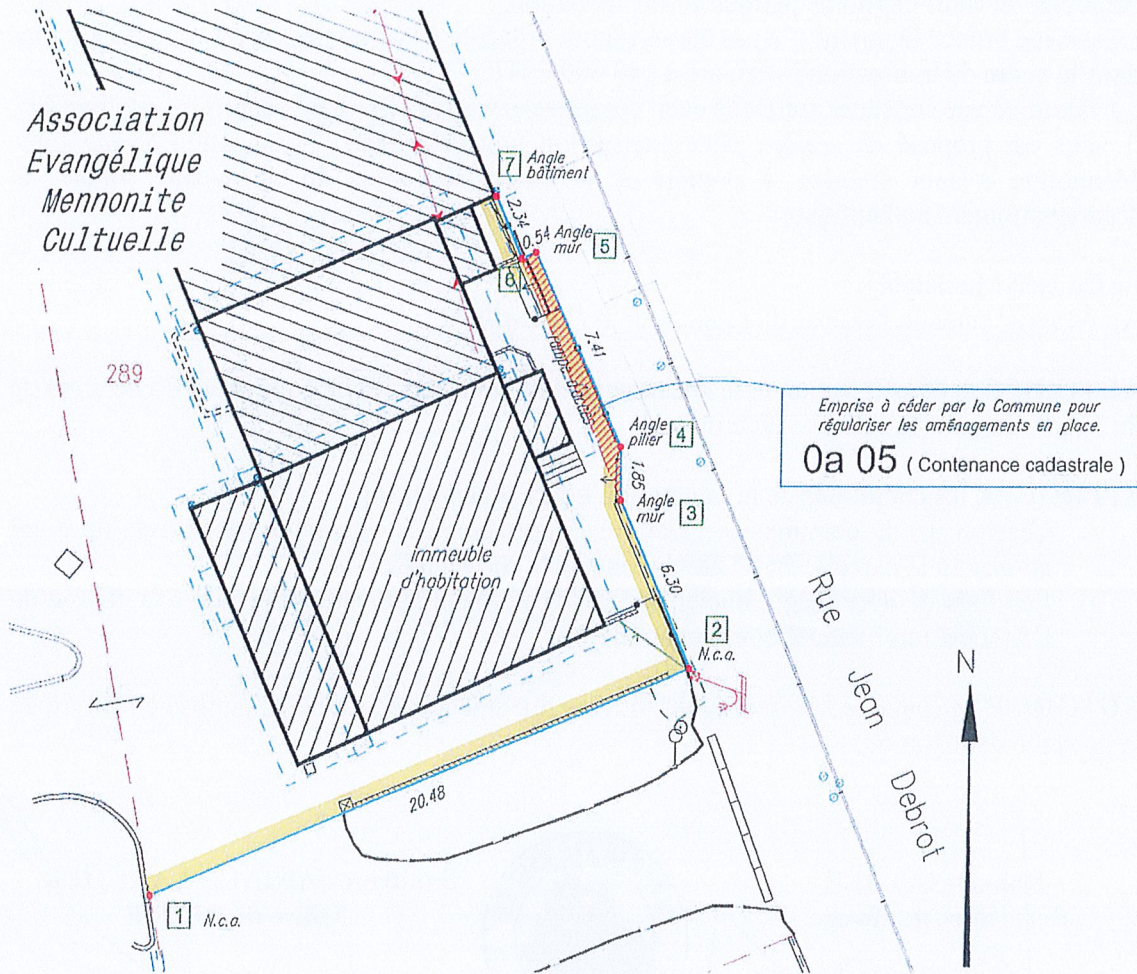 Association
Evangélique
Mennonite
Cultuelle
7 Angle
bâtiment
2.34
0.54 Angle
mur 5
6
289
7.41
rampe d'accès
Emprise à céder par la Commune pour
régulariser les aménagements en place.
0a 05 ( Contenance cadastrale )
Angle
pilier 4
1.85
Angle
mur 3
immeuble
d'habitation
6.30
Rue
Jean
Debrot
2
N.c.a.
N
20.48
1 N.c.a.